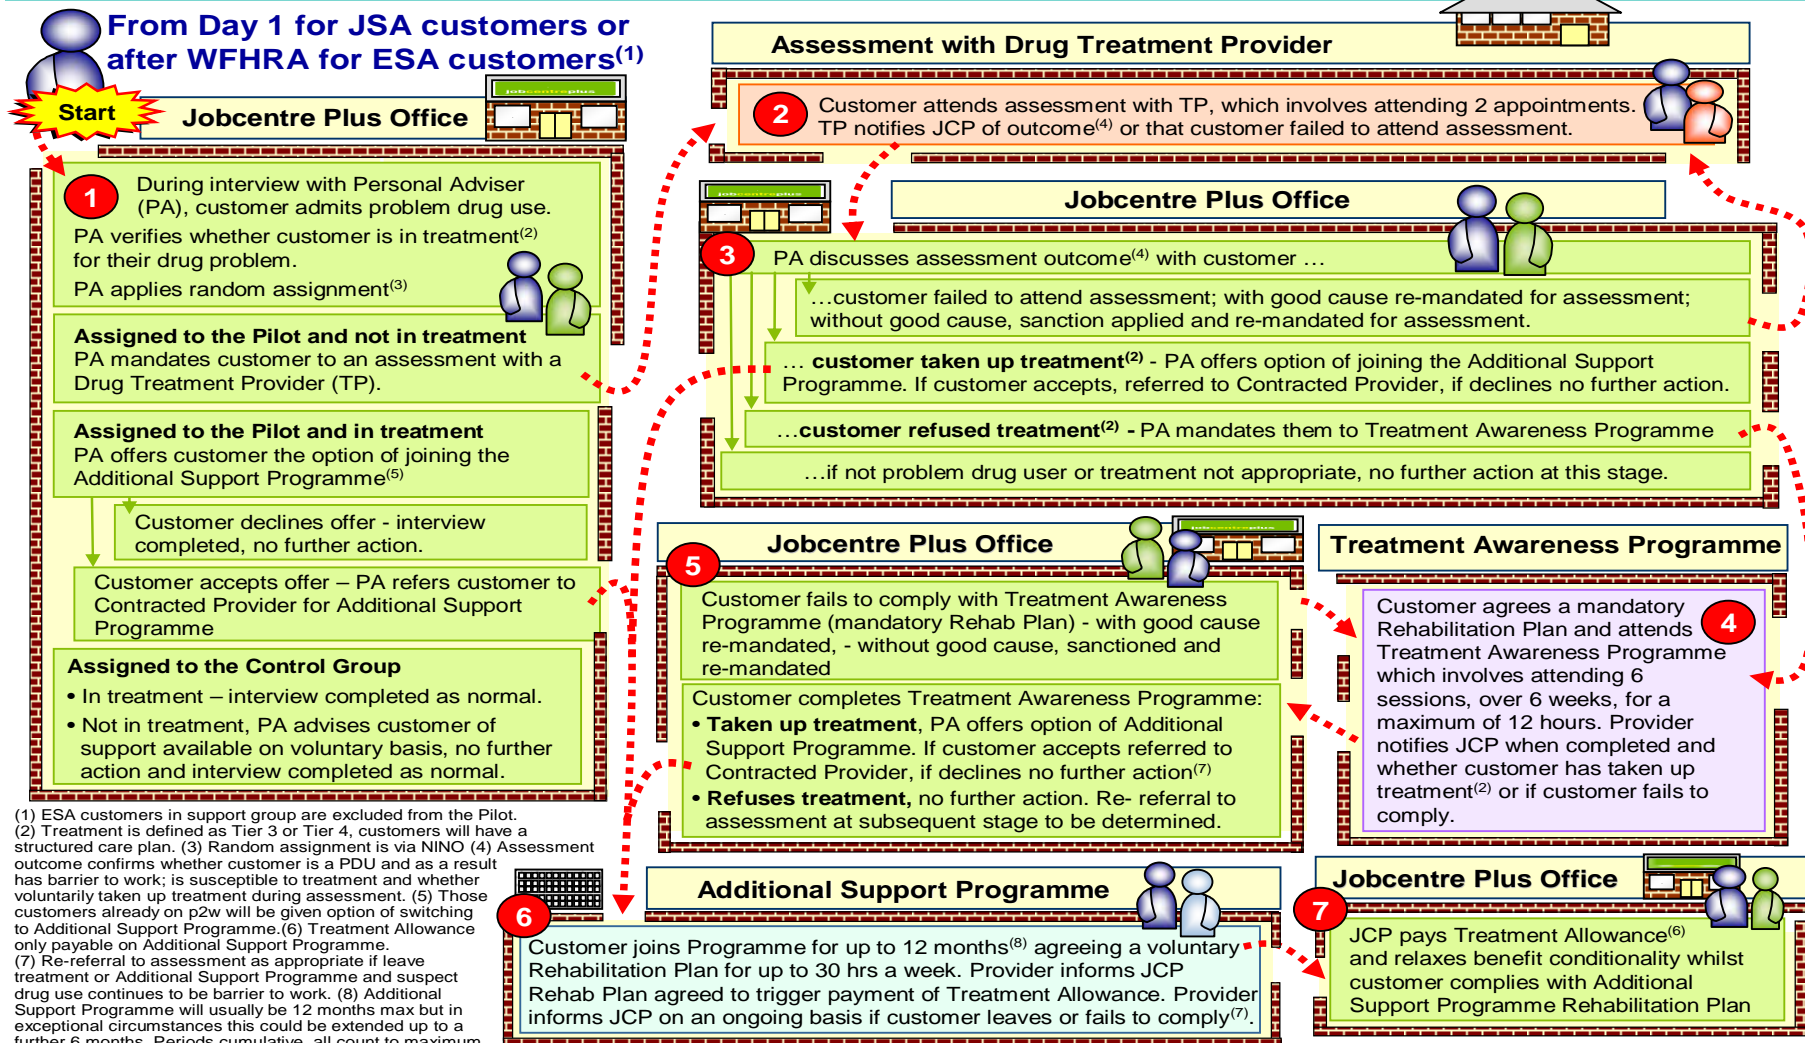 From Day 1 for JSA customers or
after WFHRA for ESA customers(1)
Start
jobcentreplus
Jobcentre Plus Office
1
During interview with Personal Adviser
(PA), customer admits problem drug use.
PA verifies whether customer is in treatment(2)
for their drug problem.
PA applies random assignment(3)
Assigned to the Pilot and not in treatment
PA mandates customer to an assessment with a
Drug Treatment Provider (TP).
Assigned to the Pilot and in treatment
PA offers customer the option of joining the
Additional Support Programme(5)
Customer declines offer - interview
completed, no further action.
Customer accepts offer – PA refers customer to
Contracted Provider for Additional Support
Programme
Assigned to the Control Group
• In treatment – interview completed as normal.
• Not in treatment, PA advises customer of
support available on voluntary basis, no further
action and interview completed as normal.
(1) ESA customers in support group are excluded from the Pilot.
(2) Treatment is defined as Tier 3 or Tier 4, customers will have a
structured care plan. (3) Random assignment is via NINO (4) Assessment
outcome confirms whether customer is a PDU and as a result
has barrier to work; is susceptible to treatment and whether
voluntarily taken up treatment during assessment. (5) Those
customers already on p2w will be given option of switching
to Additional Support Programme.(6) Treatment Allowance
only payable on Additional Support Programme.
(7) Re-referral to assessment as appropriate if leave
treatment or Additional Support Programme and suspect
drug use continues to be barrier to work. (8) Additional
Support Programme will usually be 12 months max but in
exceptional circumstances this could be extended up to a
further 6 months. Periods cumulative, all count to maximum
Assessment with Drug Treatment Provider
2
Customer attends assessment with TP, which involves attending 2 appointments.
TP notifies JCP of outcome(4) or that customer failed to attend assessment.
jobcentreplus
Jobcentre Plus Office
3
PA discusses assessment outcome(4) with customer …
…customer failed to attend assessment; with good cause re-mandated for assessment;
without good cause, sanction applied and re-mandated for assessment.
… customer taken up treatment(2) - PA offers option of joining the Additional Support
Programme. If customer accepts, referred to Contracted Provider, if declines no further action.
…customer refused treatment(2) - PA mandates them to Treatment Awareness Programme
…if not problem drug user or treatment not appropriate, no further action at this stage.
Jobcentre Plus Office
jobcentreplus
5
Customer fails to comply with Treatment Awareness
Programme (mandatory Rehab Plan) - with good cause
re-mandated, - without good cause, sanctioned and
re-mandated
Customer completes Treatment Awareness Programme:
• Taken up treatment, PA offers option of Additional
Support Programme. If customer accepts referred to
Contracted Provider, if declines no further action(7)
• Refuses treatment, no further action. Re- referral to
assessment at subsequent stage to be determined.
Treatment Awareness Programme
4
Customer agrees a mandatory
Rehabilitation Plan and attends
Treatment Awareness Programme
which involves attending 6
sessions, over 6 weeks, for a
maximum of 12 hours. Provider
notifies JCP when completed and
whether customer has taken up
treatment(2) or if customer fails to
comply.
Additional Support Programme
6
Customer joins Programme for up to 12 months(8) agreeing a voluntary
Rehabilitation Plan for up to 30 hrs a week. Provider informs JCP
Rehab Plan agreed to trigger payment of Treatment Allowance. Provider
informs JCP on an ongoing basis if customer leaves or fails to comply(7).
Jobcentre Plus Office
7
JCP pays Treatment Allowance(6)
and relaxes benefit conditionality whilst
customer complies with Additional
Support Programme Rehabilitation Plan